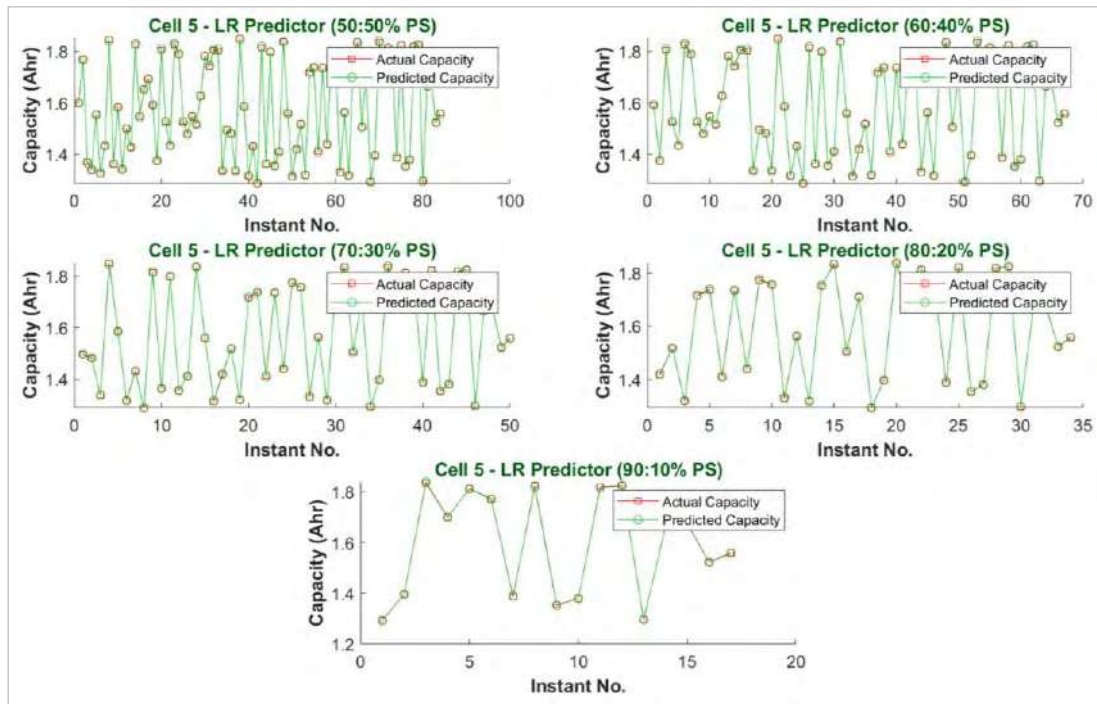 Cell 5 - LR Predictor (50:50% PS)
Capacity (Ahr)
1.8
1.6
1.4
Actual Capacity
Predicted Capacity
0 20 40 60 80 100
Instant No.
Cell 5 - LR Predictor (60:40% PS)
Capacity (Ahr)
1.8
1.6
1.4
Actual Capacity
Predicted Capacity
0 10 20 30 40 50 60 70
Instant No.
Cell 5 - LR Predictor (70:30% PS)
Capacity (Ahr)
1.8
1.6
1.4
Actual Capacity
Predicted Capacity
0 10 20 30 40 50
Instant No.
Cell 5 - LR Predictor (80:20% PS)
Capacity (Ahr)
1.8
1.6
1.4
Actual Capacity
Predicted Capacity
0 5 10 15 20 25 30 35
Instant No.
Cell 5 - LR Predictor (90:10% PS)
Capacity (Ahr)
1.8
1.6
1.4
1.2
Actual Capacity
Predicted Capacity
0 5 10 15 20
Instant No.